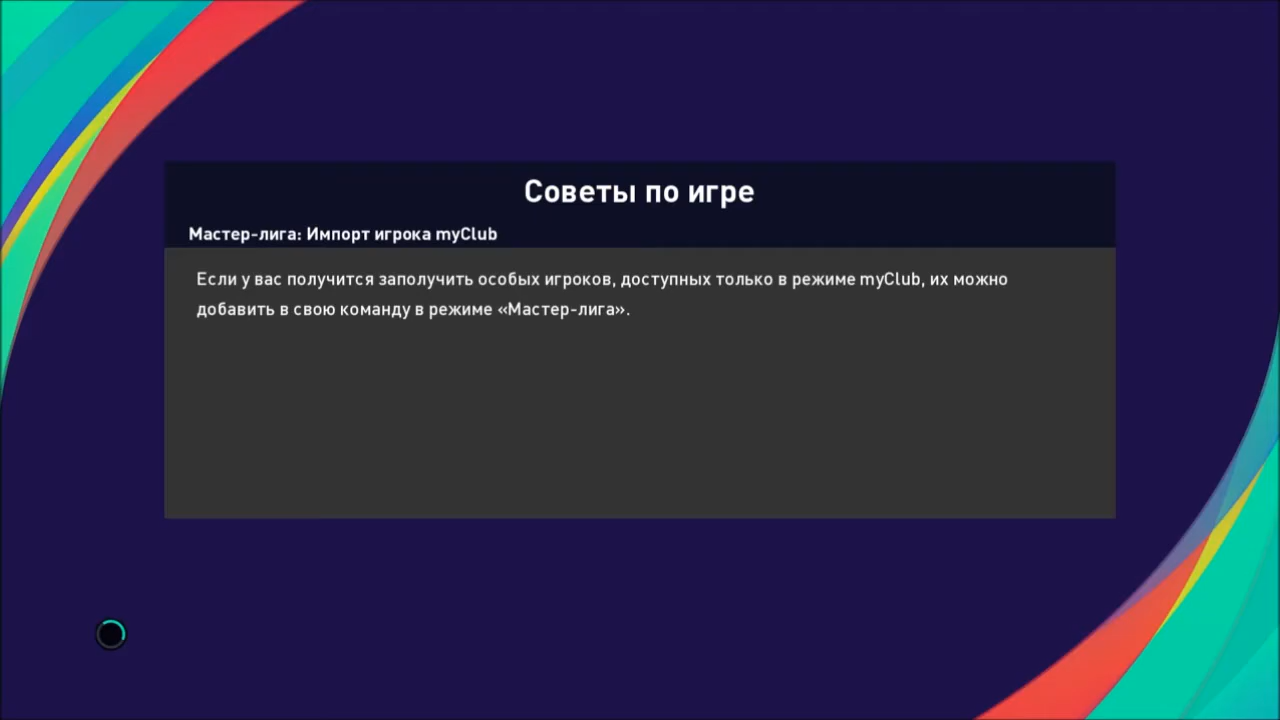 Советы по игре
Мастер-лига: Импорт игрока myClub
Если у вас получится заполучить особых игроков, доступных только в режиме myClub, их можно
добавить в свою команду в режиме «Мастер-лига».